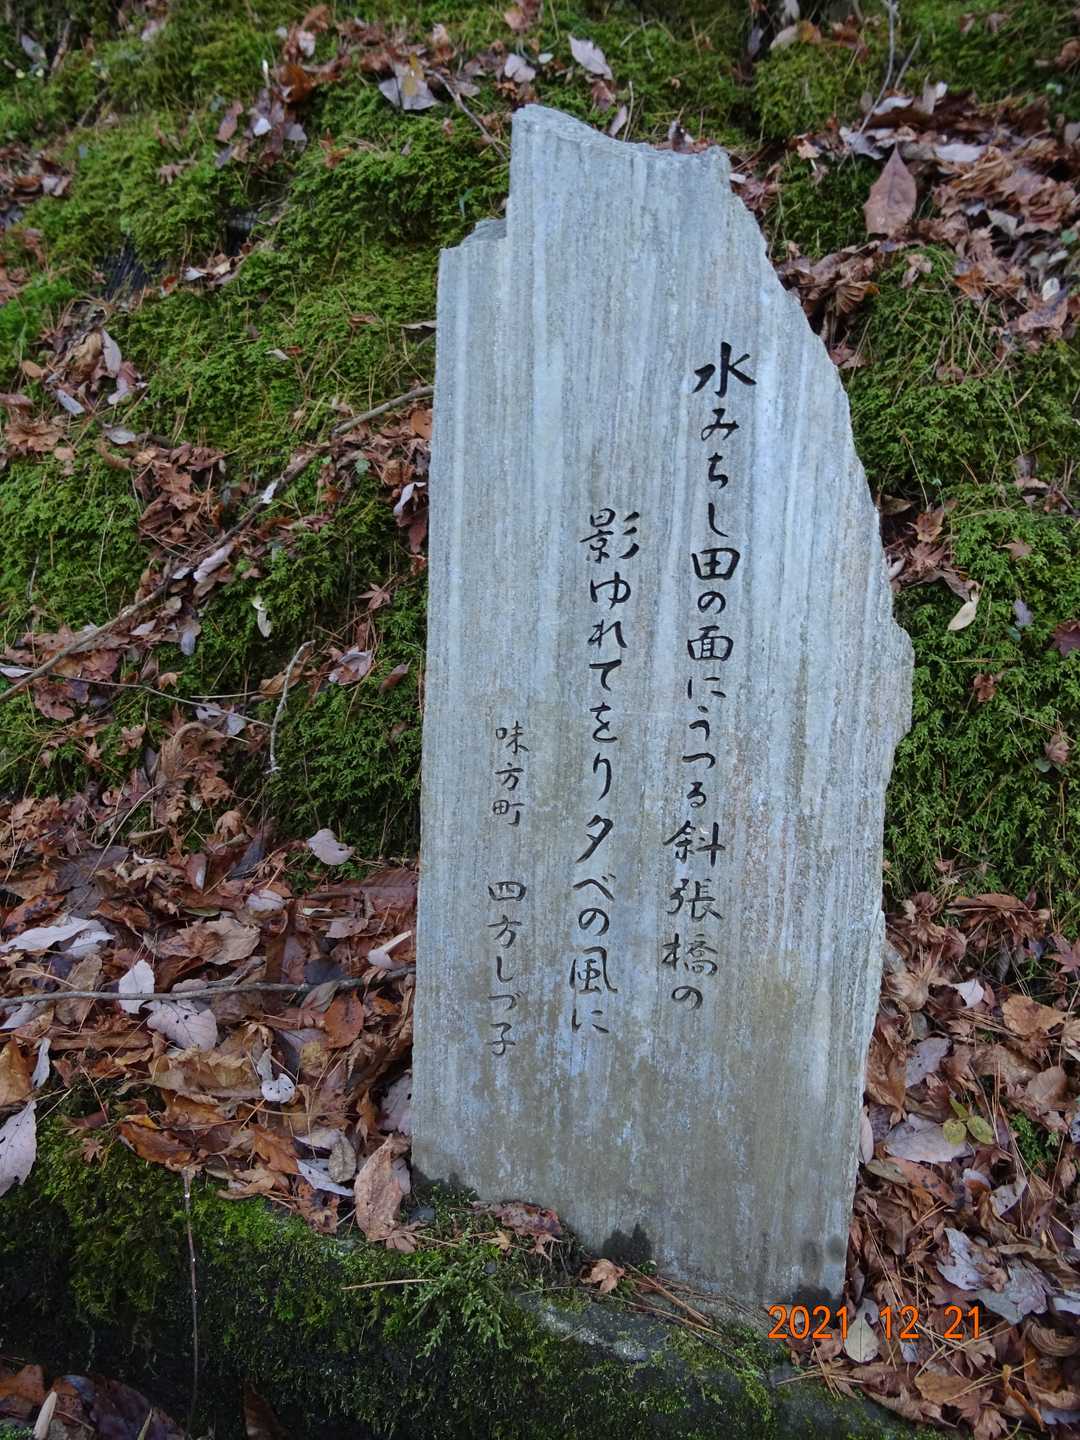 水みちし田の面にうつる斜張橋の
影ゆれてをり夕べの風に
味方町 四方しづ子
2021 12 21